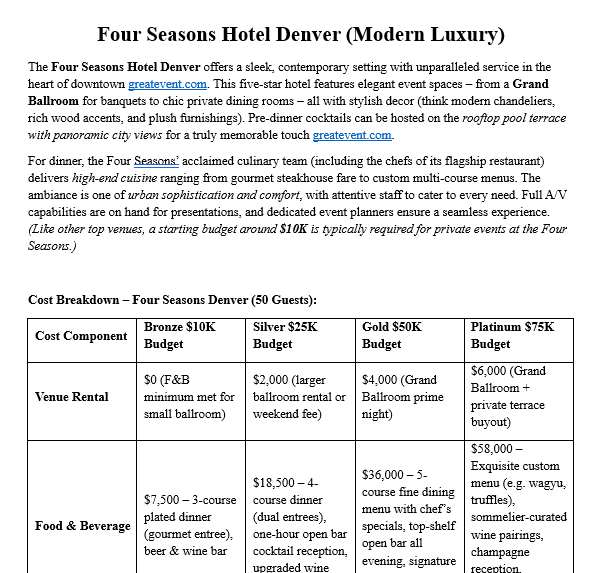 Four Seasons Hotel Denver (Modern Luxury)
The Four Seasons Hotel Denver offers a sleek, contemporary setting with unparalleled service in the
heart of downtown greatevent.com. This five-star hotel features elegant event spaces – from a Grand
Ballroom for banquets to chic private dining rooms – all with stylish decor (think modern chandeliers,
rich wood accents, and plush furnishings). Pre-dinner cocktails can be hosted on the rooftop pool terrace
with panoramic city views for a truly memorable touch greatevent.com.
For dinner, the Four Seasons' acclaimed culinary team (including the chefs of its flagship restaurant)
delivers high-end cuisine ranging from gourmet steakhouse fare to custom multi-course menus. The
ambiance is one of urban sophistication and comfort, with attentive staff to cater to every need. Full A/V
capabilities are on hand for presentations, and dedicated event planners ensure a seamless experience.
(Like other top venues, a starting budget around $10K is typically required for private events at the Four
Seasons.)
Cost Breakdown – Four Seasons Denver (50 Guests):
Cost Component
Bronze $10K
Budget
Silver $25K
Budget
Gold $50K
Budget
Platinum $75K
Budget
Venue Rental
$0 (F&B
minimum met for
small ballroom)
$2,000 (larger
ballroom rental or
weekend fee)
$4,000 (Grand
Ballroom prime
night)
$6,000 (Grand
Ballroom +
private terrace
buyout)
Food & Beverage
$7,500 – 3-course
plated dinner
(gourmet entree),
beer & wine bar
$18,500 – 4-
course dinner
(dual entrees),
one-hour open bar
cocktail reception,
upgraded wine
$36,000 – 5-
course fine dining
menu with chef's
specials, top-shelf
open bar all
evening, signature
$58,000 –
Exquisite custom
menu (e.g. wagyu,
truffles),
sommelier-curated
wine pairings,
champagne
reception,